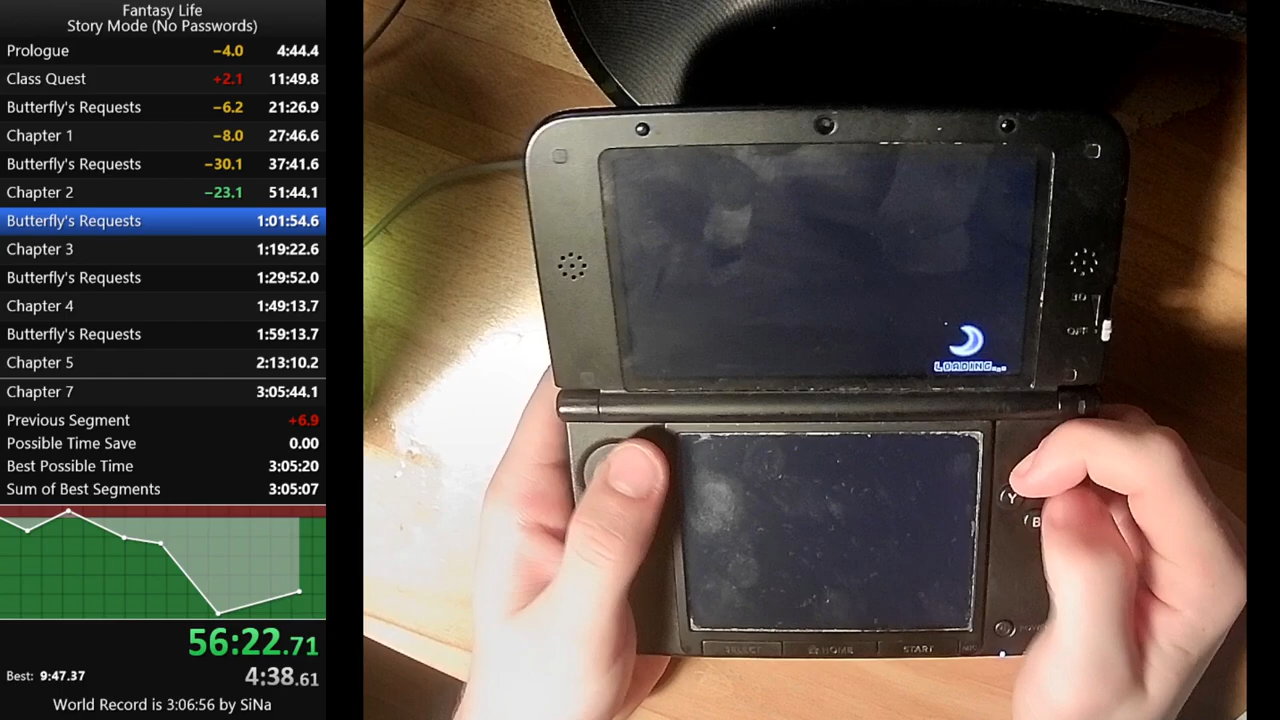 Fantasy Life
Story Mode (No Passwords)
Prologue −4.0 4:44.4
Class Quest +2.1 11:49.8
Butterfly's Requests −6.2 21:26.9
Chapter 1 −8.0 27:46.6
Butterfly's Requests −30.1 37:41.6
Chapter 2 −23.1 51:44.1
Butterfly's Requests 1:01:54.6
Chapter 3 1:19:22.6
Butterfly's Requests 1:29:52.0
Chapter 4 1:49:13.7
Butterfly's Requests 1:59:13.7
Chapter 5 2:13:10.2
Chapter 7 3:05:44.1
Previous Segment +6.9
Possible Time Save 0.00
Best Possible Time 3:05:20
Sum of Best Segments 3:05:07
56:22.71
Best: 9:47.37 4:38.61
World Record is 3:06:56 by SiNa
3D
OFF
LOADING...
Y
B
SELECT HOME START